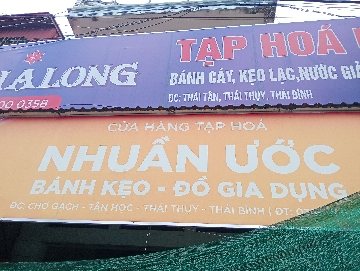 HẠ LONG
TẠP HOÁ
BÁNH CÁY, KẸO LẠC, NƯỚC GIẢ
ĐC: THÁI TÂN, THÁI THỤY, THÁI BÌNH
00 0358
CỬA HÀNG TẠP HOÁ
NHUẦN ƯỚC
BÁNH KẸO - ĐỒ GIA DỤNG
ĐC: CHỢ GẠCH - TÂN HỌC - THÁI THỤY - THÁI BÌNH | ĐT: